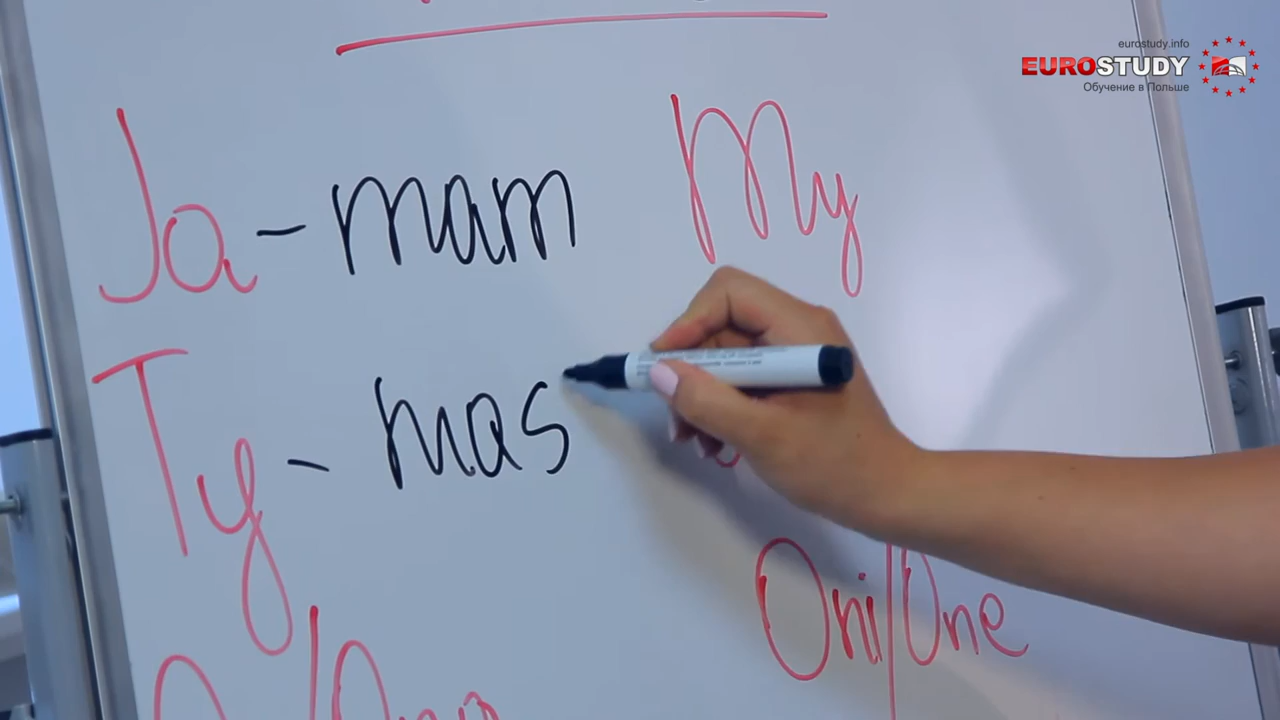 eurostudy.info
EUROSTUDY
Обучение в Польше
Ja - mam
My
Ty - mas
Oni/One